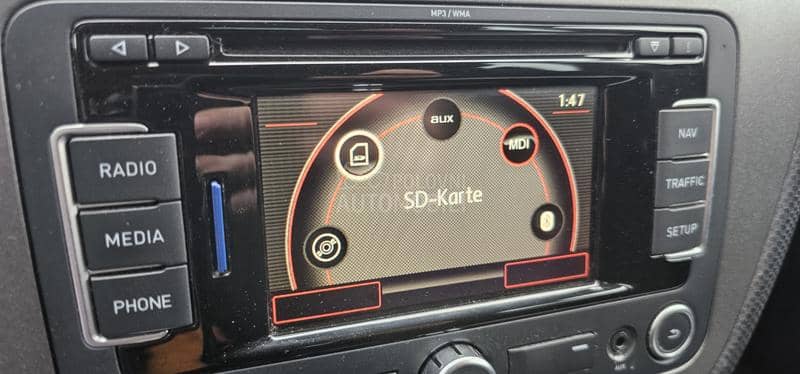 MP3 / WMA
1:47
aux
MDI
SD-Karte
RADIO
MEDIA
PHONE
NAV
TRAFFIC
SETUP
AUX